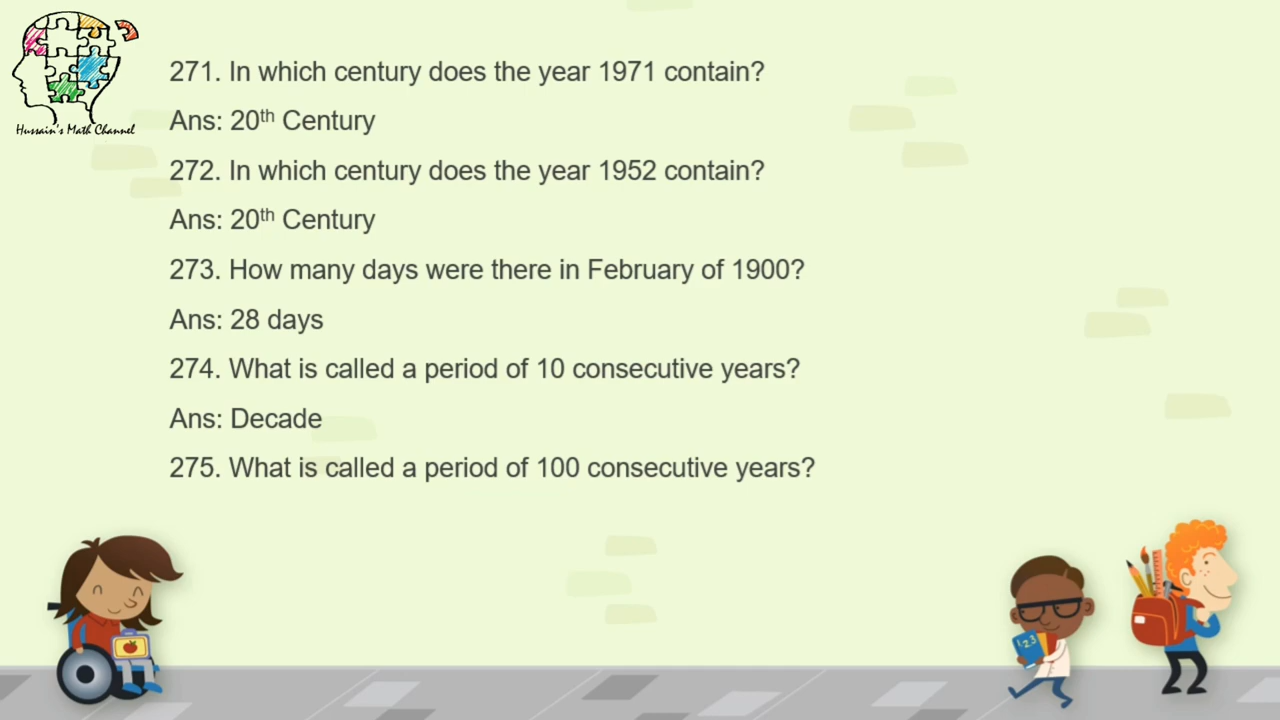 Hussain's Math Channel
271. In which century does the year 1971 contain?
Ans: 20th Century
272. In which century does the year 1952 contain?
Ans: 20th Century
273. How many days were there in February of 1900?
Ans: 28 days
274. What is called a period of 10 consecutive years?
Ans: Decade
275. What is called a period of 100 consecutive years?
123